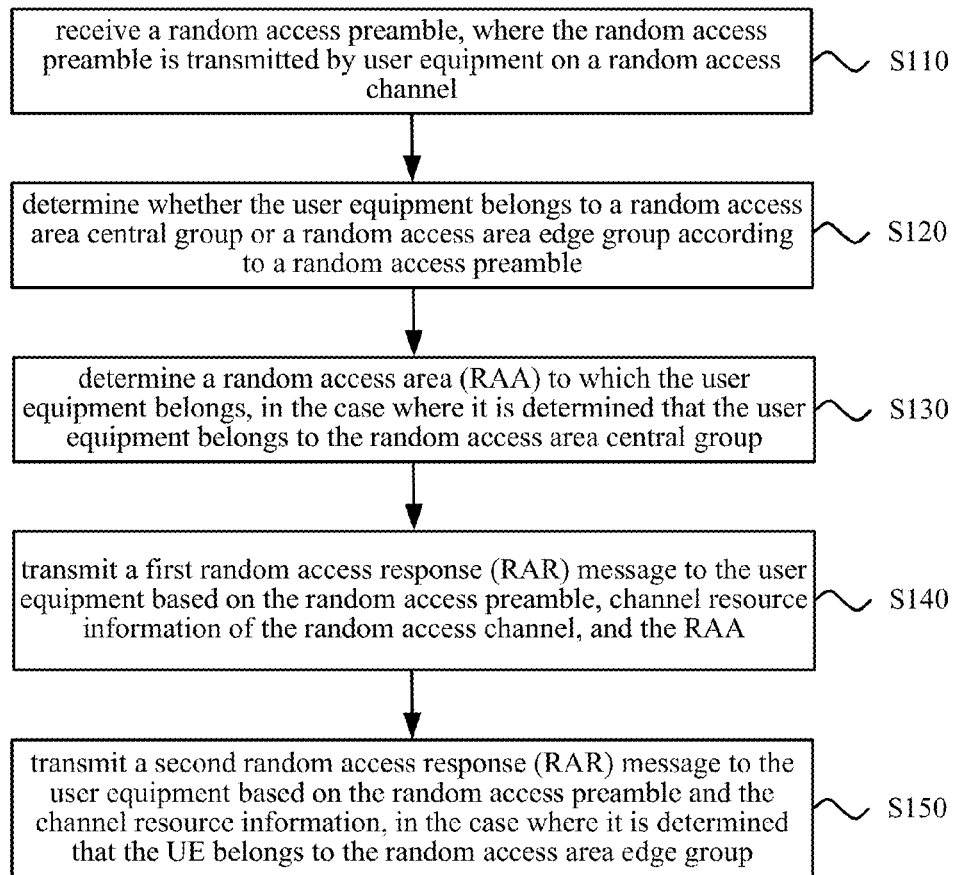 receive a random access preamble, where the random access
preamble is transmitted by user equipment on a random access
channel
S110
determine whether the user equipment belongs to a random access
area central group or a random access area edge group according
to a random access preamble
S120
determine a random access area (RAA) to which the user
equipment belongs, in the case where it is determined that the user
equipment belongs to the random access area central group
S130
transmit a first random access response (RAR) message to the user
equipment based on the random access preamble, channel resource
information of the random access channel, and the RAA
S140
transmit a second random access response (RAR) message to the
user equipment based on the random access preamble and the
channel resource information, in the case where it is determined
that the UE belongs to the random access area edge group
S150